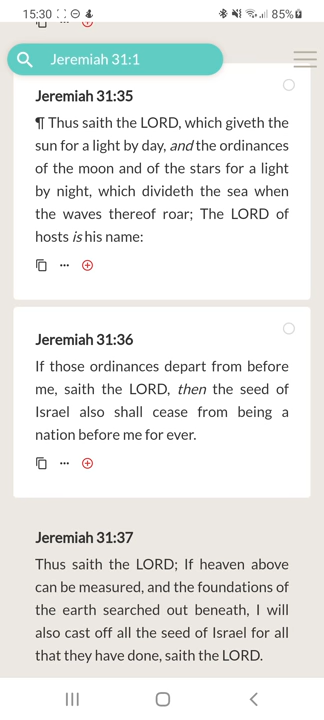 15:30 85%
Jeremiah 31:1
Jeremiah 31:35
¶ Thus saith the LORD, which giveth the
sun for a light by day, and the ordinances
of the moon and of the stars for a light
by night, which divideth the sea when
the waves thereof roar; The LORD of
hosts is his name:
Jeremiah 31:36
If those ordinances depart from before
me, saith the LORD, then the seed of
Israel also shall cease from being a
nation before me for ever.
Jeremiah 31:37
Thus saith the LORD; If heaven above
can be measured, and the foundations of
the earth searched out beneath, I will
also cast off all the seed of Israel for all
that they have done, saith the LORD.